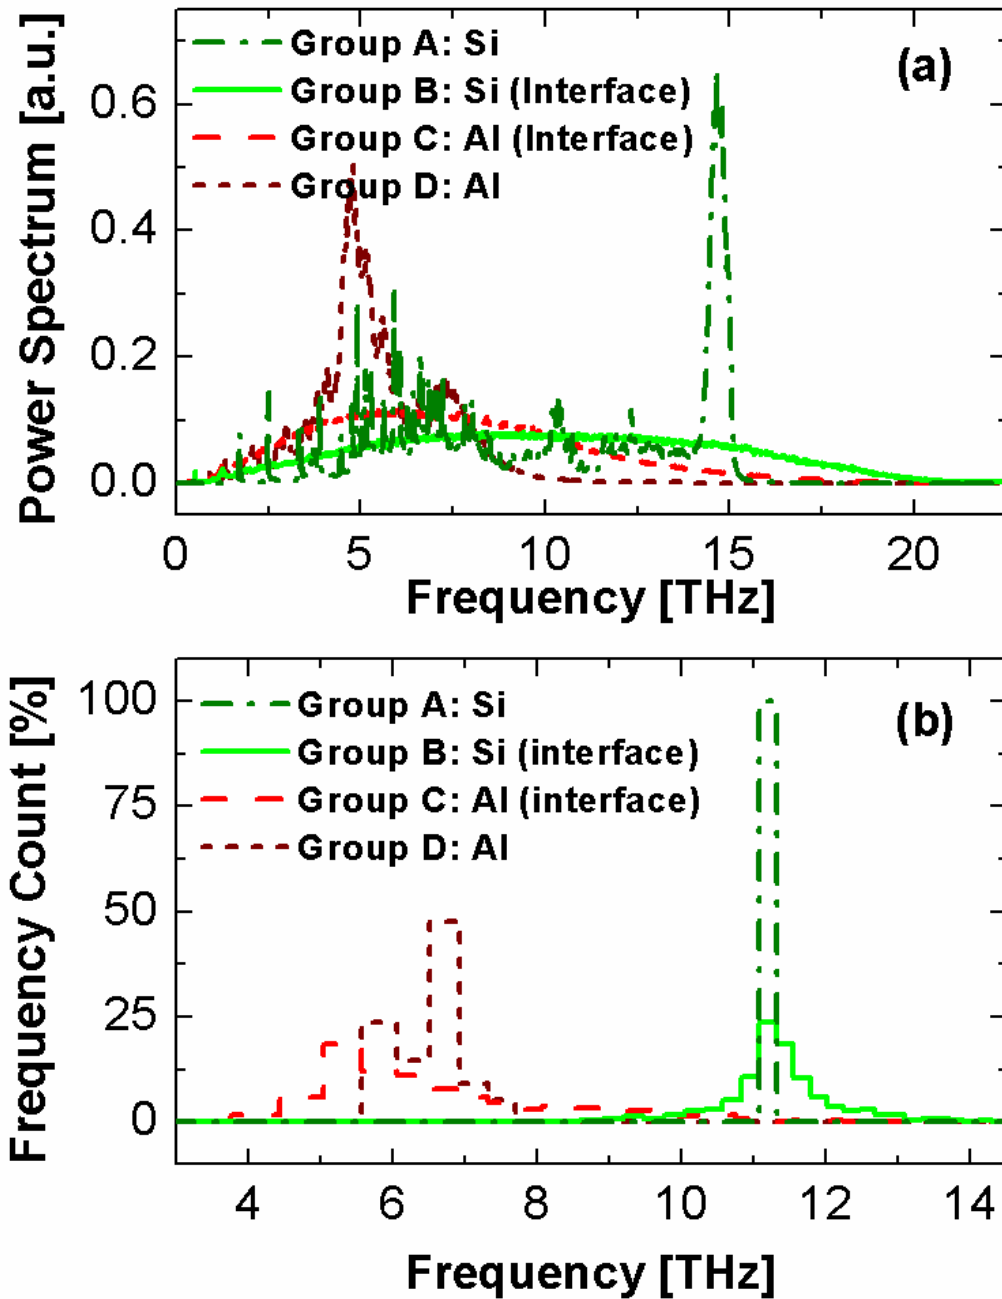 Power Spectrum [a.u.]
0.6
0.4
0.2
0.0
Group A: Si
Group B: Si (Interface)
Group C: Al (Interface)
Group D: Al
(a)
0 5 10 15 20
Frequency [THz]
Frequency Count [%]
100
75
50
25
0
Group A: Si
Group B: Si (interface)
Group C: Al (interface)
Group D: Al
(b)
4 6 8 10 12 14
Frequency [THz]